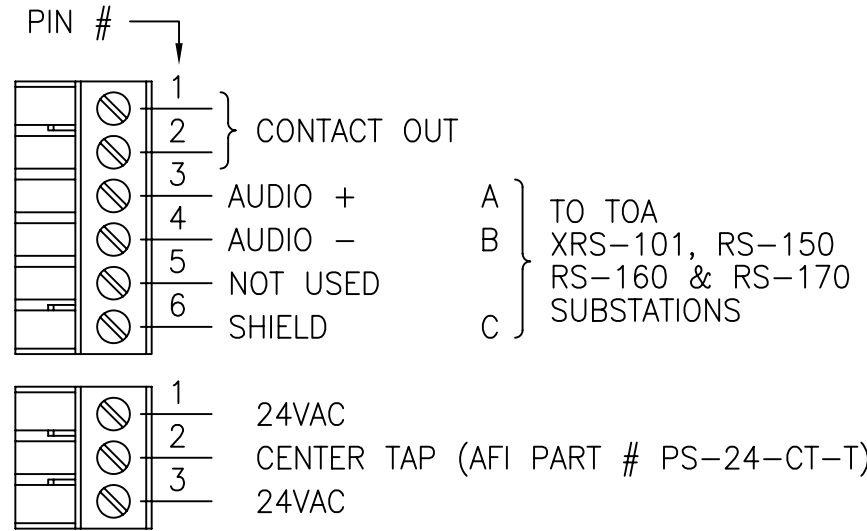 PIN #
1
2
CONTACT OUT
3
AUDIO + A
4
AUDIO - B
5
NOT USED
6
SHIELD C
TO TOA
XRS-101, RS-150
RS-160 & RS-170
SUBSTATIONS
1
24VAC
2
CENTER TAP (AFI PART # PS-24-CT-T)
3
24VAC